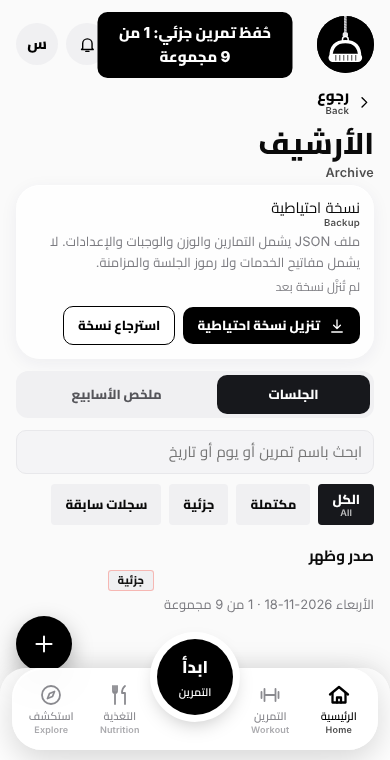 حُفظ تمرين جزئي: 1 من
9 مجموعة
س
رجوع
Back
الأرشيف
Archive
نسخة احتياطية
Backup
ملف JSON يشمل التمارين والوزن والوجبات والإعدادات. لا
يشمل مفاتيح الخدمات ولا رموز الجلسة والمزامنة.
لم تُنزَّل نسخة بعد
تنزيل نسخة احتياطية
استرجاع نسخة
الجلسات
ملخص الأسابيع
ابحث باسم تمرين أو يوم أو تاريخ
الكل
All
مكتملة
جزئية
سجلات سابقة
صدر وظهر
جزئية
الأربعاء 2026-11-18 · 1 من 9 مجموعة
الرئيسية
Home
التمرين
Workout
ابدأ
التمرين
التغذية
Nutrition
استكشف
Explore